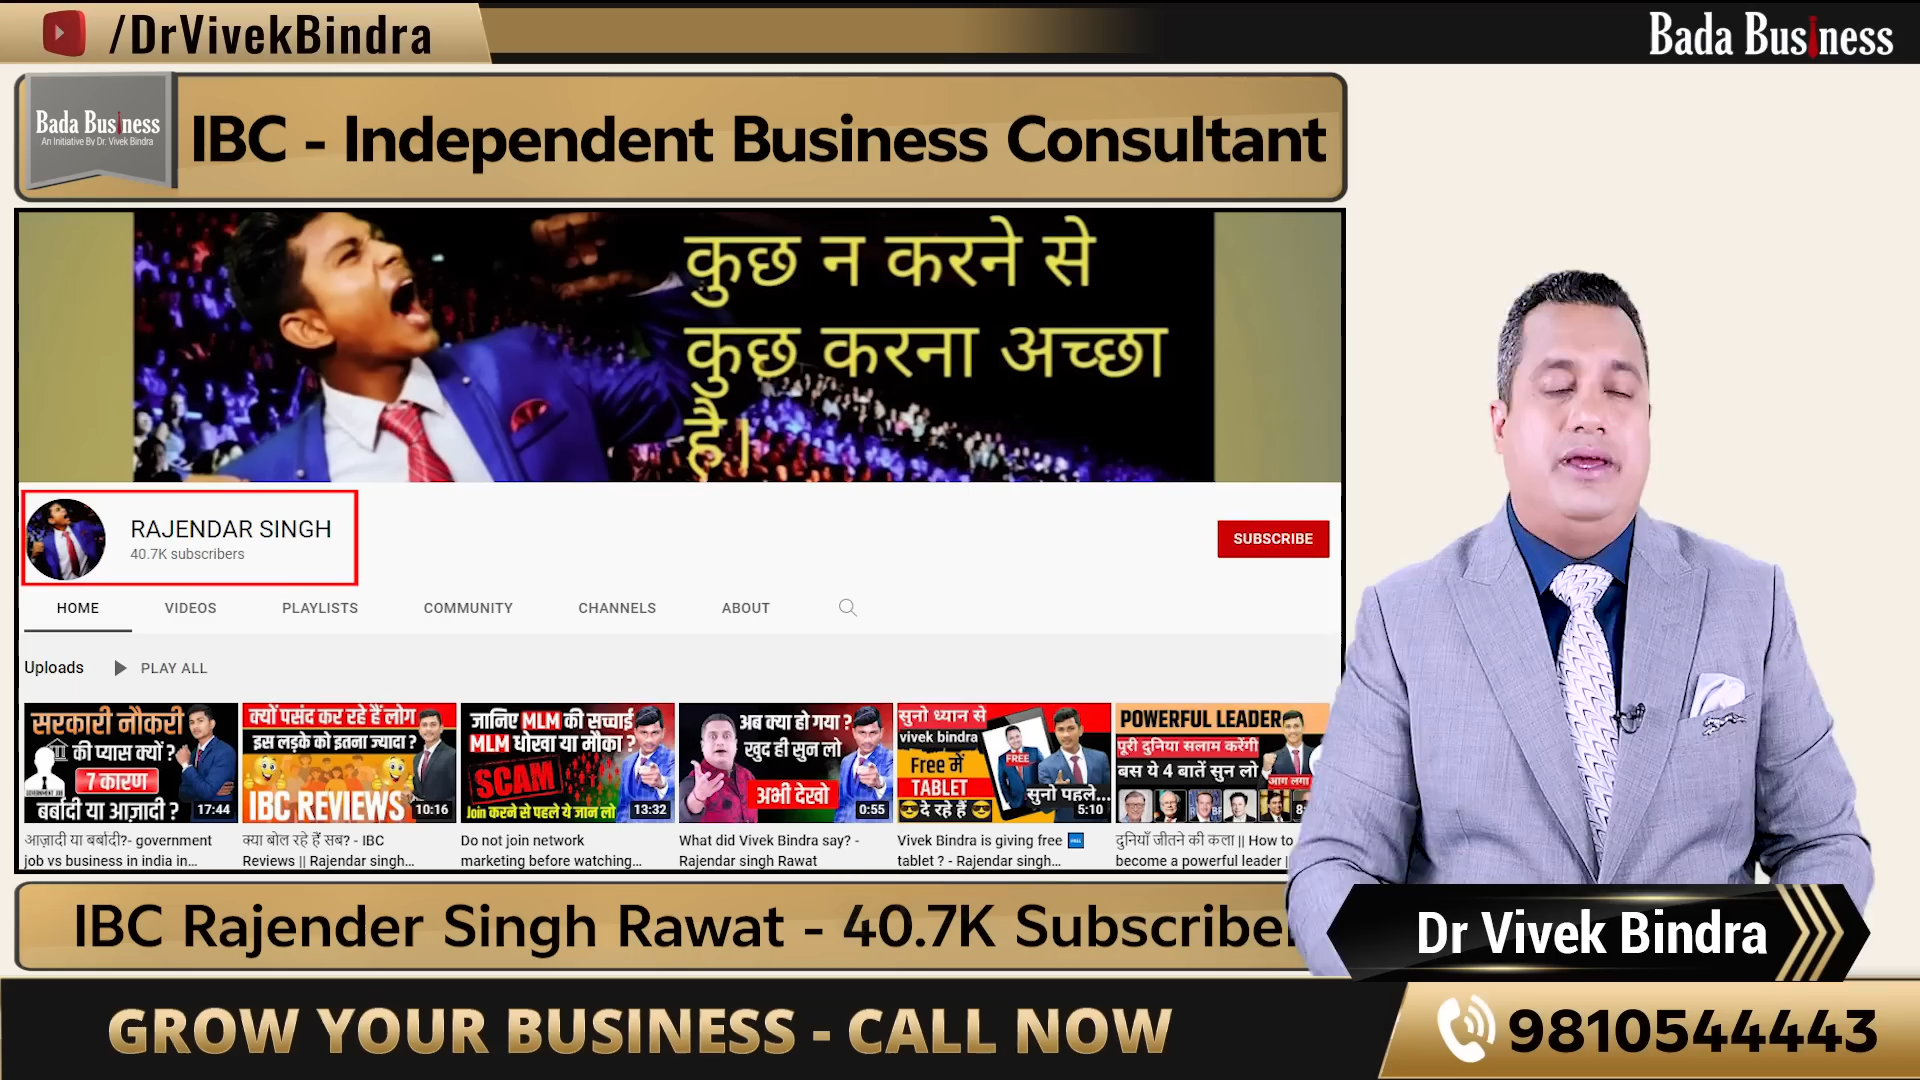 /DrVivekBindra
Bada Business
Bada Business
An Initiative By Dr. Vivek Bindra
IBC - Independent Business Consultant
कुछ न करने से
कुछ करना अच्छा
है।
RAJENDAR SINGH
40.7K subscribers
SUBSCRIBE
HOME VIDEOS PLAYLISTS COMMUNITY CHANNELS ABOUT
Uploads PLAY ALL
सरकारी नौकरी
की प्यास क्यों ?
7 कारण
बर्बादी या आज़ादी ?
17:44
क्यों पसंद कर रहे हैं लोग
इस लड़के को इतना ज्यादा ?
IBC REVIEWS
10:16
जानिए MLM की सच्चाई
MLM धोखा या मौका ?
SCAM
Join करने से पहले ये जान लो
13:32
अब क्या हो गया ?
खुद ही सुन लो
अभी देखो
0:55
सुनो ध्यान से
vivek bindra
Free में
TABLET
दे रहे हैं
FREE
सुनो पहले...
5:10
POWERFUL LEADER
पूरी दुनिया सलाम करेंगी
बस ये 4 बातें सुन लो
आग लगा
8:
आज़ादी या बर्बादी?- government
job vs business in india in...
क्या बोल रहे हैं सब? - IBC
Reviews || Rajendar singh...
Do not join network
marketing before watching...
What did Vivek Bindra say? -
Rajendar singh Rawat
Vivek Bindra is giving free
tablet ? - Rajendar singh...
दुनियाँ जीतने की कला || How to
become a powerful leader |
IBC Rajender Singh Rawat - 40.7K Subscriber
Dr Vivek Bindra
GROW YOUR BUSINESS - CALL NOW
9810544443